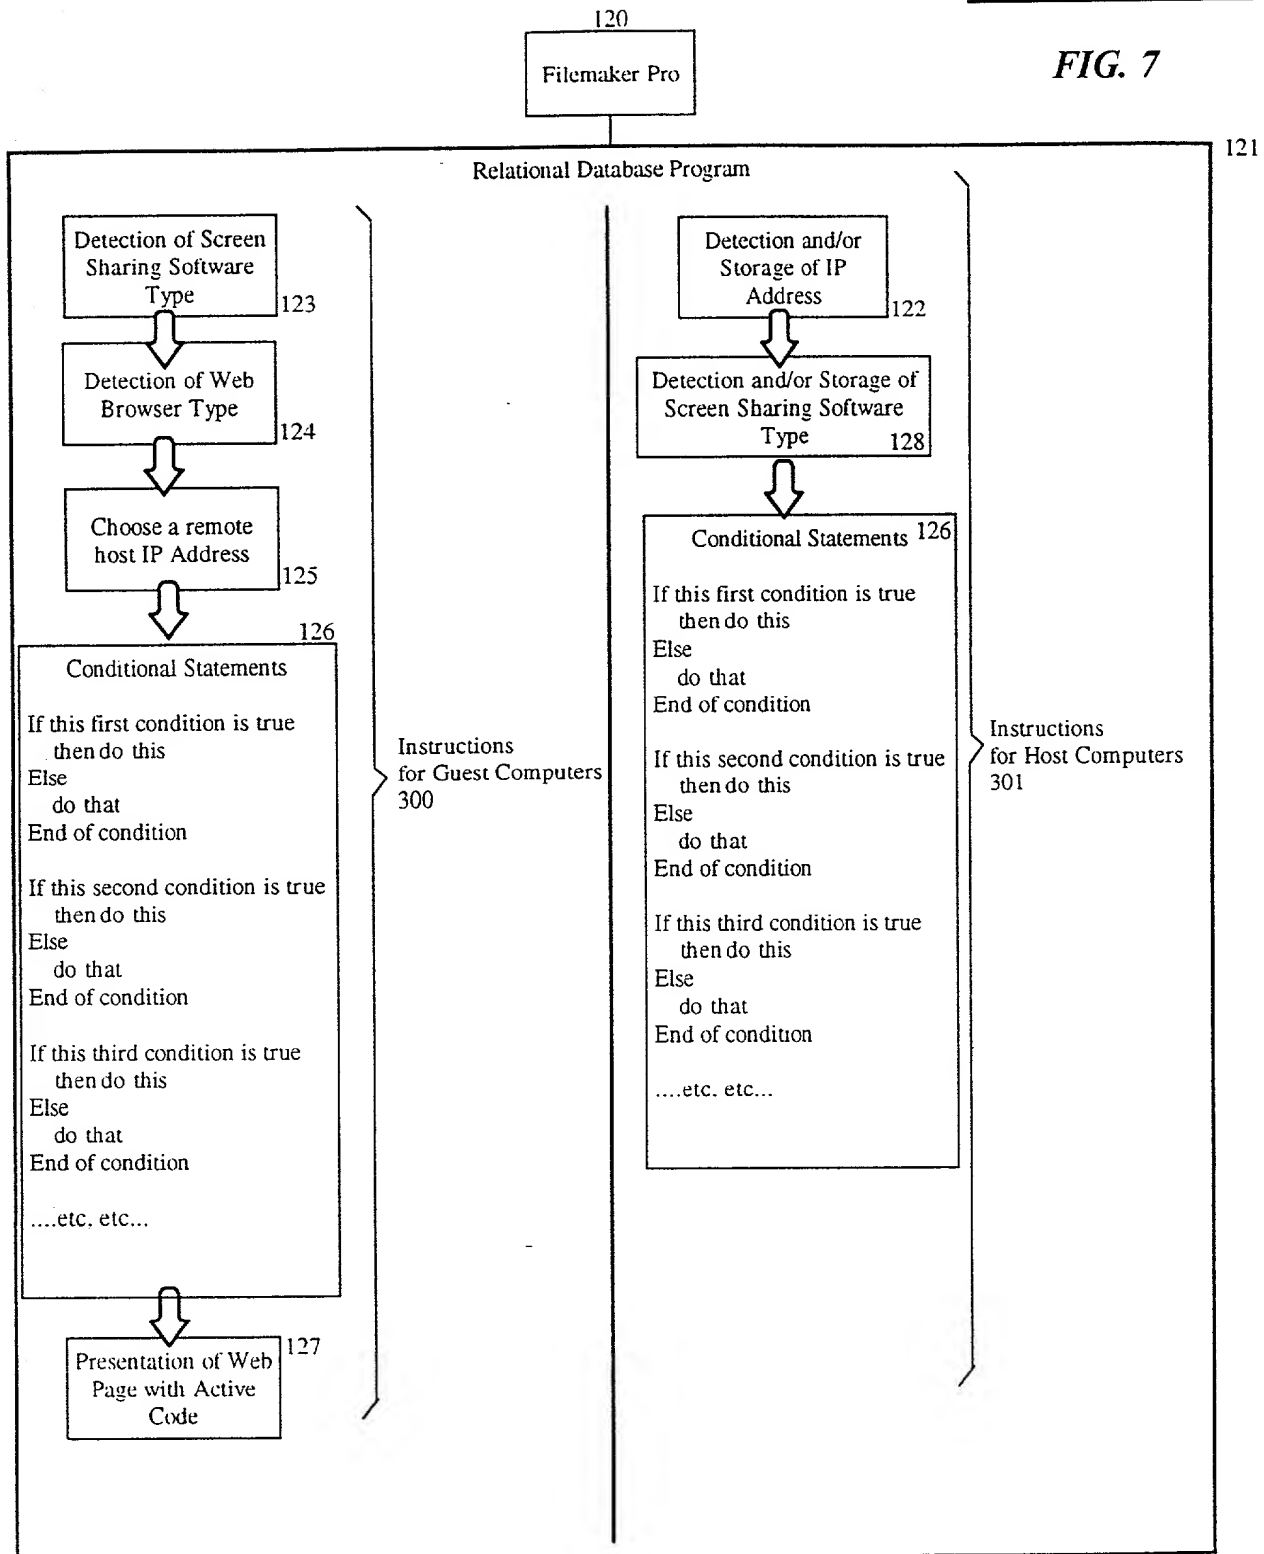 120
Filemaker Pro
FIG. 7
121
Relational Database Program
Detection of Screen
Sharing Software
Type
123
Detection of Web
Browser Type
124
Choose a remote
host IP Address
125
126
Conditional Statements
If this first condition is true
then do this
Else
do that
End of condition
If this second condition is true
then do this
Else
do that
End of condition
If this third condition is true
then do this
Else
do that
End of condition
....etc. etc...
127
Presentation of Web
Page with Active
Code
Instructions
for Guest Computers
300
Detection and/or
Storage of IP
Address
122
Detection and/or Storage of
Screen Sharing Software
Type
128
Conditional Statements 126
If this first condition is true
then do this
Else
do that
End of condition
If this second condition is true
then do this
Else
do that
End of condition
If this third condition is true
then do this
Else
do that
End of condition
....etc. etc...
Instructions
for Host Computers
301